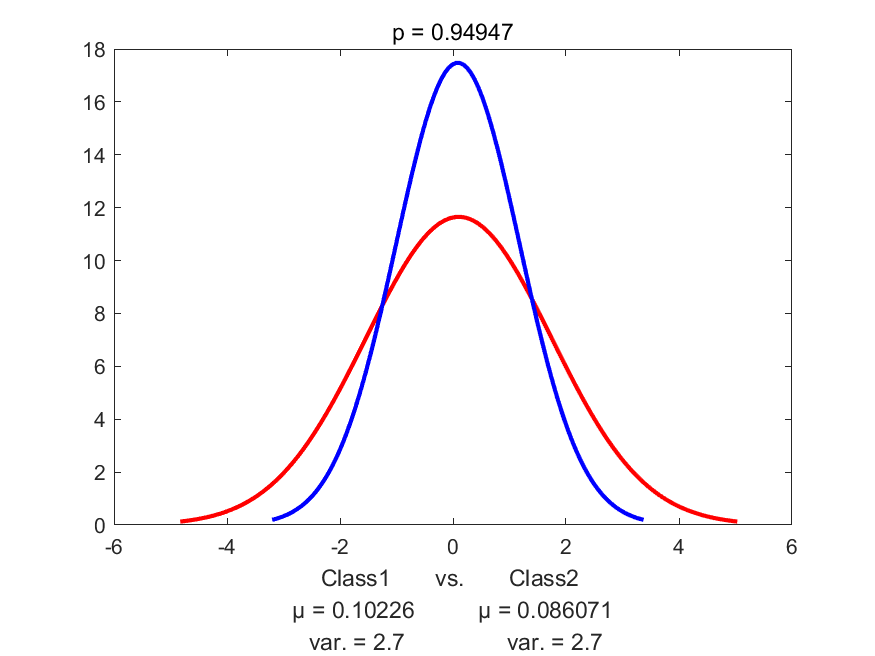 p = 0.94947
18
16
14
12
10
8
6
4
2
0
-6 -4 -2 0 2 4 6
Class1 vs. Class2
μ = 0.10226 μ = 0.086071
var. = 2.7 var. = 2.7